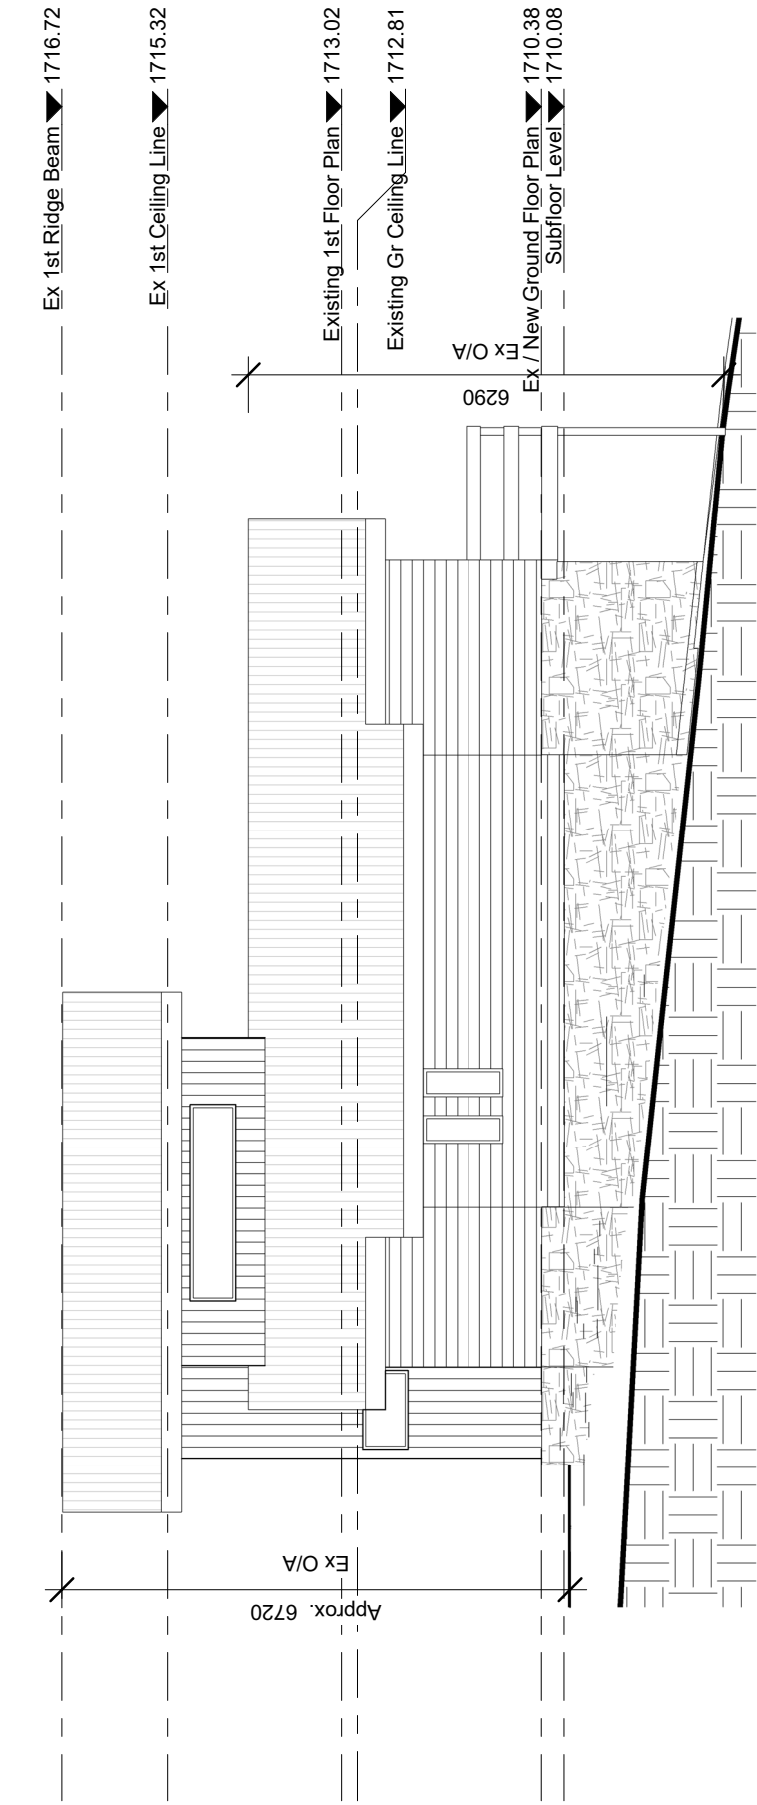 Ex 1st Ridge Beam 1716.72
Ex 1st Ceiling Line 1715.32
Existing 1st Floor Plan 1713.02
Existing Gr Ceiling Line 1712.81
Ex / New Ground Floor Plan 1710.38
Subfloor Level 1710.08
Ex O/A
6290
Ex O/A
Approx. 6720